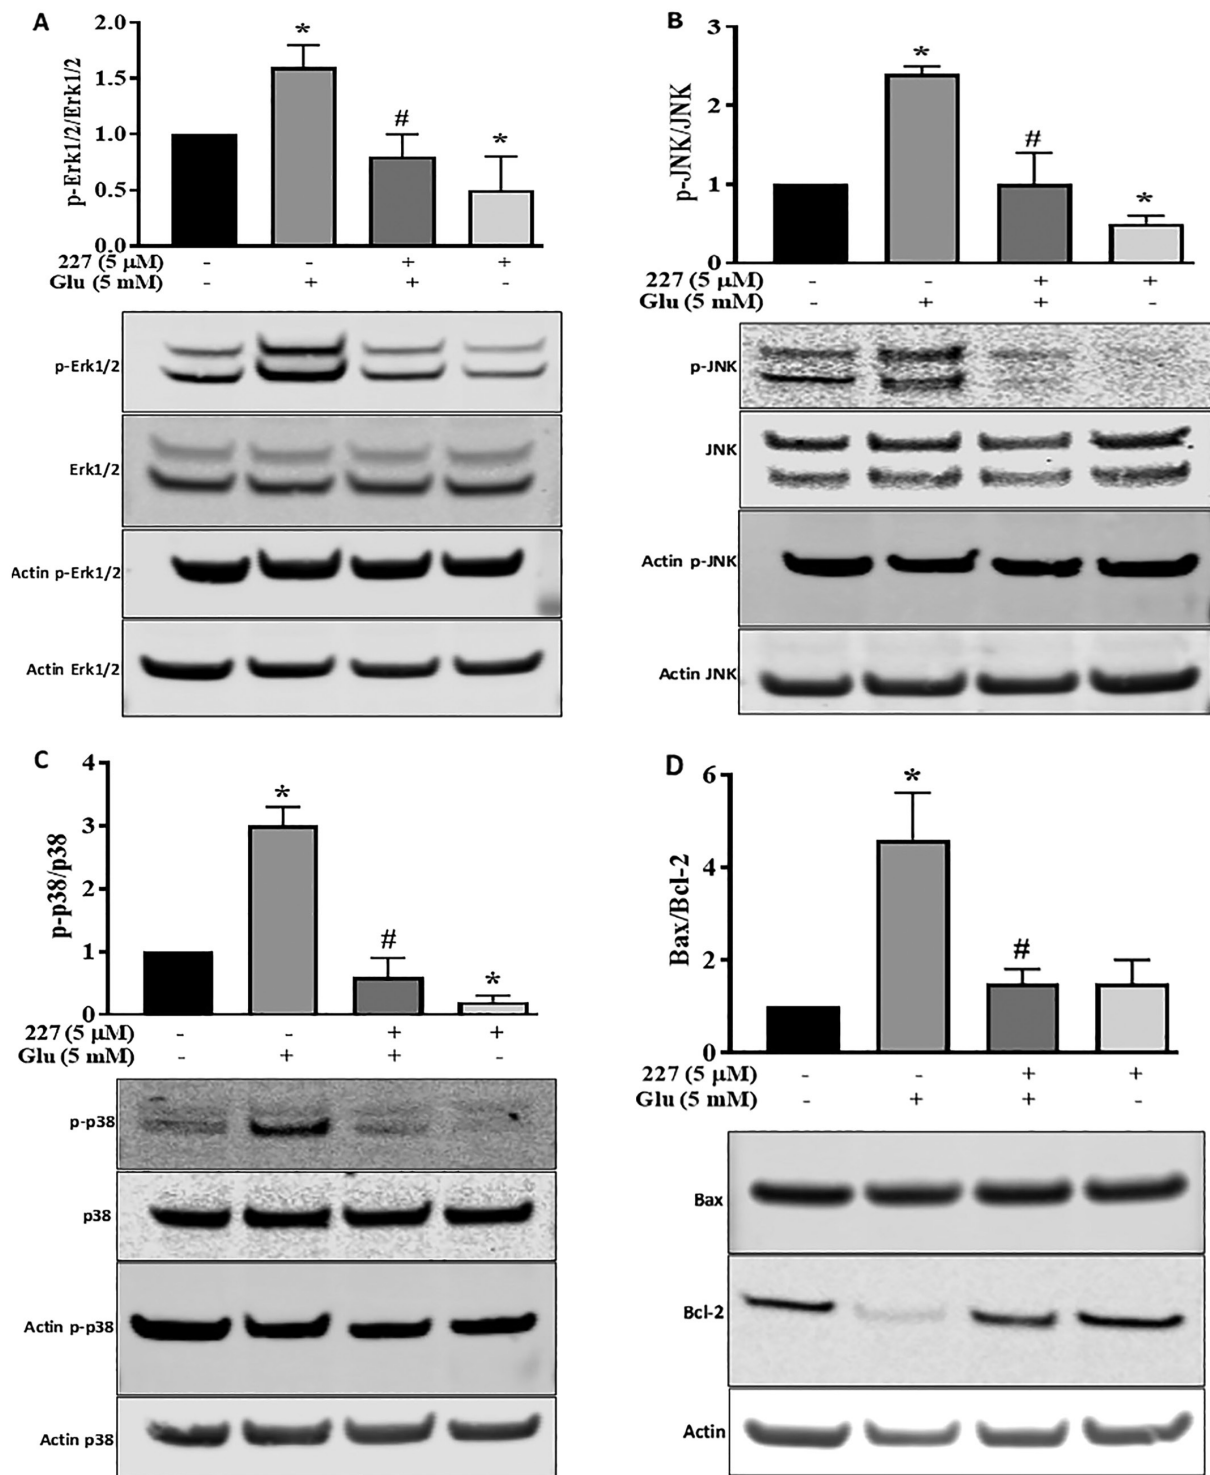 A
p-Erk1/2/Erk1/2
2.0
1.5
1.0
0.5
0.0
*
#
*
227 (5 µM) - - + +
Glu (5 mM) - + + -
p-Erk1/2
Erk1/2
Actin p-Erk1/2
Actin Erk1/2
B
p-JNK/JNK
3
2
1
0
*
#
*
227 (5 µM) - - + +
Glu (5 mM) - + + -
p-JNK
JNK
Actin p-JNK
Actin JNK
C
p-p38/p38
4
3
2
1
0
*
#
*
227 (5 µM) - - + +
Glu (5 mM) - + + -
p-p38
p38
Actin p-p38
Actin p38
D
Bax/Bcl-2
6
4
2
0
*
#
227 (5 µM) - - + +
Glu (5 mM) - + + -
Bax
Bcl-2
Actin